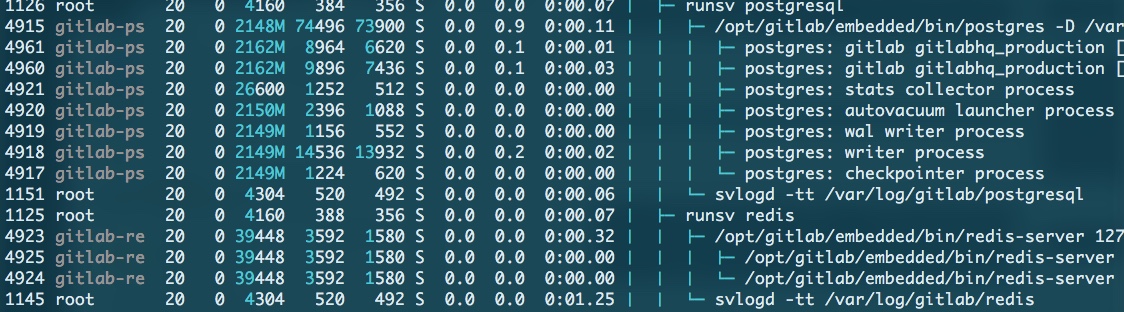 1126 root 20 0 4160 384 356 S 0.0 0.0 0:00.07 │ ├─ runsv postgresql
4915 gitlab-ps 20 0 2148M 74496 73900 S 0.0 0.9 0:00.11 │ │ ├─ /opt/gitlab/embedded/bin/postgres -D /var
4961 gitlab-ps 20 0 2162M 8964 6620 S 0.0 0.1 0:00.01 │ │ │ ├─ postgres: gitlab gitlabhq_production [
4960 gitlab-ps 20 0 2162M 9896 7436 S 0.0 0.1 0:00.03 │ │ │ ├─ postgres: gitlab gitlabhq_production [
4921 gitlab-ps 20 0 26600 1252 512 S 0.0 0.0 0:00.00 │ │ │ ├─ postgres: stats collector process
4920 gitlab-ps 20 0 2150M 2396 1088 S 0.0 0.0 0:00.00 │ │ │ ├─ postgres: autovacuum launcher process
4919 gitlab-ps 20 0 2149M 1156 552 S 0.0 0.0 0:00.00 │ │ │ ├─ postgres: wal writer process
4918 gitlab-ps 20 0 2149M 14536 13932 S 0.0 0.2 0:00.02 │ │ │ ├─ postgres: writer process
4917 gitlab-ps 20 0 2149M 1224 620 S 0.0 0.0 0:00.00 │ │ │ └─ postgres: checkpointer process
1151 root 20 0 4304 520 492 S 0.0 0.0 0:00.06 │ │ └─ svlogd -tt /var/log/gitlab/postgresql
1125 root 20 0 4160 388 356 S 0.0 0.0 0:00.07 │ ├─ runsv redis
4923 gitlab-re 20 0 39448 3592 1580 S 0.0 0.0 0:00.32 │ │ ├─ /opt/gitlab/embedded/bin/redis-server 127
4925 gitlab-re 20 0 39448 3592 1580 S 0.0 0.0 0:00.00 │ │ │ ├─ /opt/gitlab/embedded/bin/redis-server
4924 gitlab-re 20 0 39448 3592 1580 S 0.0 0.0 0:00.00 │ │ │ └─ /opt/gitlab/embedded/bin/redis-server
1145 root 20 0 4304 520 492 S 0.0 0.0 0:01.25 │ │ └─ svlogd -tt /var/log/gitlab/redis